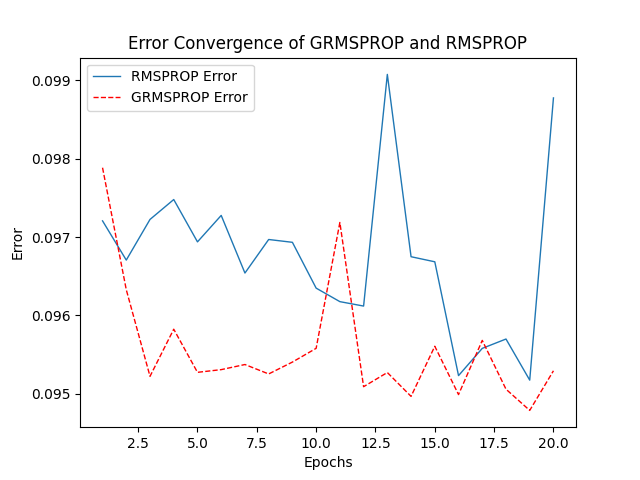 Error Convergence of GRMSPROP and RMSPROP
RMSPROP Error
GRMSPROP Error
0.099
0.098
0.097
0.096
0.095
Error
2.5 5.0 7.5 10.0 12.5 15.0 17.5 20.0
Epochs